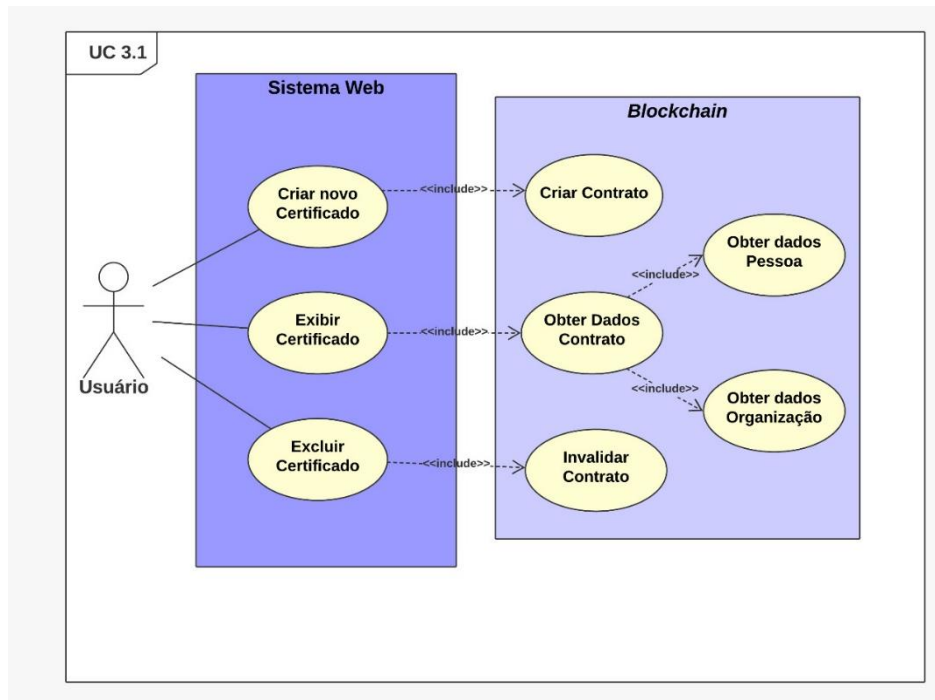 UC 3.1
Sistema Web
Blockchain
Criar novo
Certificado
<<include>>
Criar Contrato
Obter dados
Pessoa
<<include>>
Exibir
Certificado
<<include>>
Obter Dados
Contrato
Usuário
<<include>>
Obter dados
Organização
Excluir
Certificado
<<include>>
Invalidar
Contrato